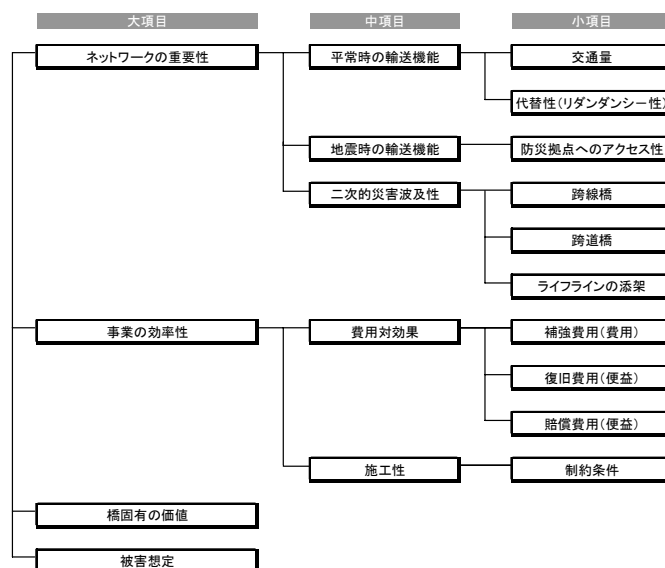 大項目 中項目 小項目
ネットワークの重要性 平常時の輸送機能 交通量
代替性(リダンダンシー性)
地震時の輸送機能 防災拠点へのアクセス性
二次的災害波及性 跨線橋
跨道橋
ライフラインの添架
事業の効率性 費用対効果 補強費用(費用)
復旧費用(便益)
賠償費用(便益)
施工性 制約条件
橋固有の価値
被害想定